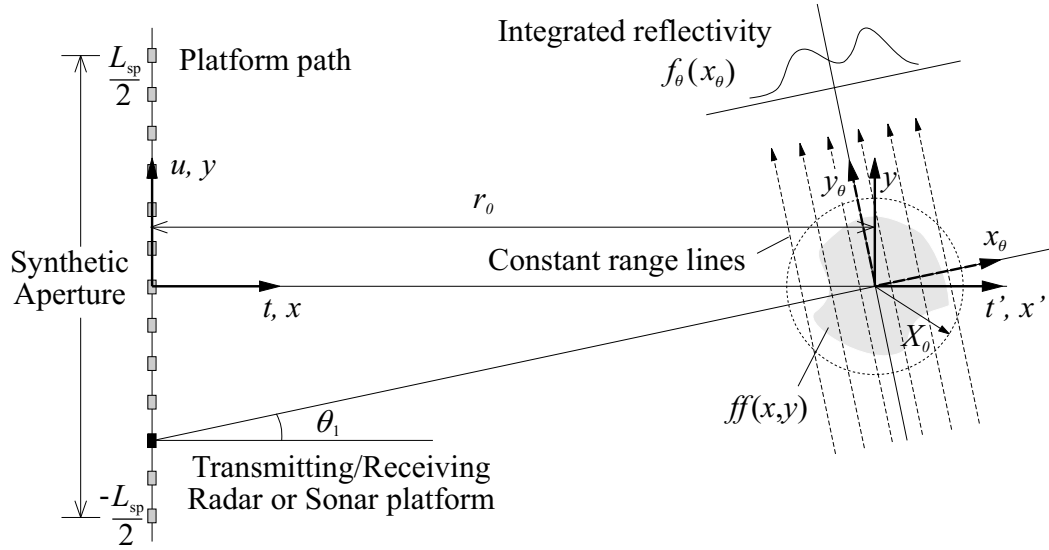 Integrated reflectivity
f_θ(x_θ)
L_sp
2
Platform path
u, y
r_0
y_θ
y
x_θ
Constant range lines
Synthetic
Aperture
t, x
t', x'
X_0
ff(x,y)
θ_1
Transmitting/Receiving
Radar or Sonar platform
-L_sp
2